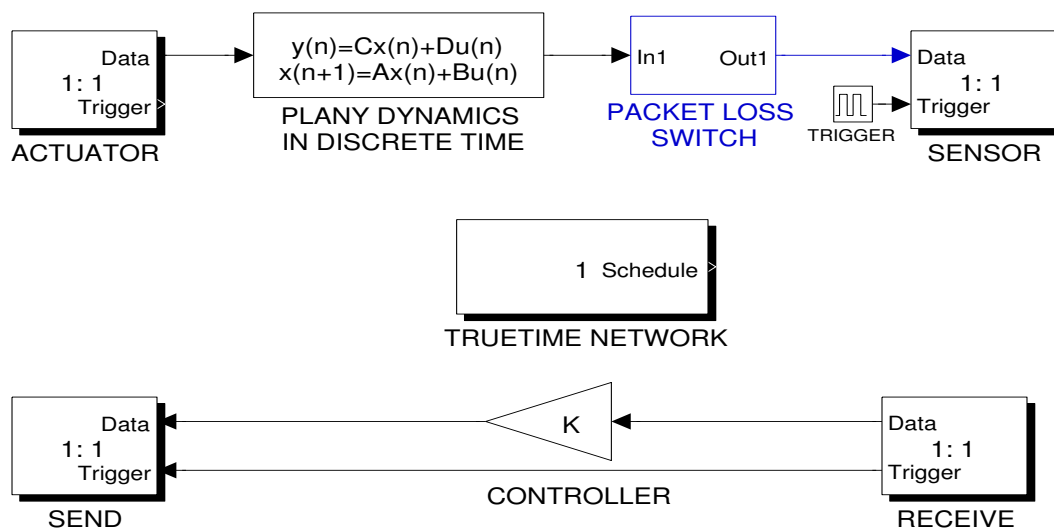 Data
1: 1
Trigger
ACTUATOR
y(n)=Cx(n)+Du(n)
x(n+1)=Ax(n)+Bu(n)
PLANY DYNAMICS
IN DISCRETE TIME
In1 Out1
PACKET LOSS
SWITCH
TRIGGER
Data
1: 1
Trigger
SENSOR
1 Schedule
TRUETIME NETWORK
Data
1: 1
Trigger
SEND
K
CONTROLLER
Data
1: 1
Trigger
RECEIVE